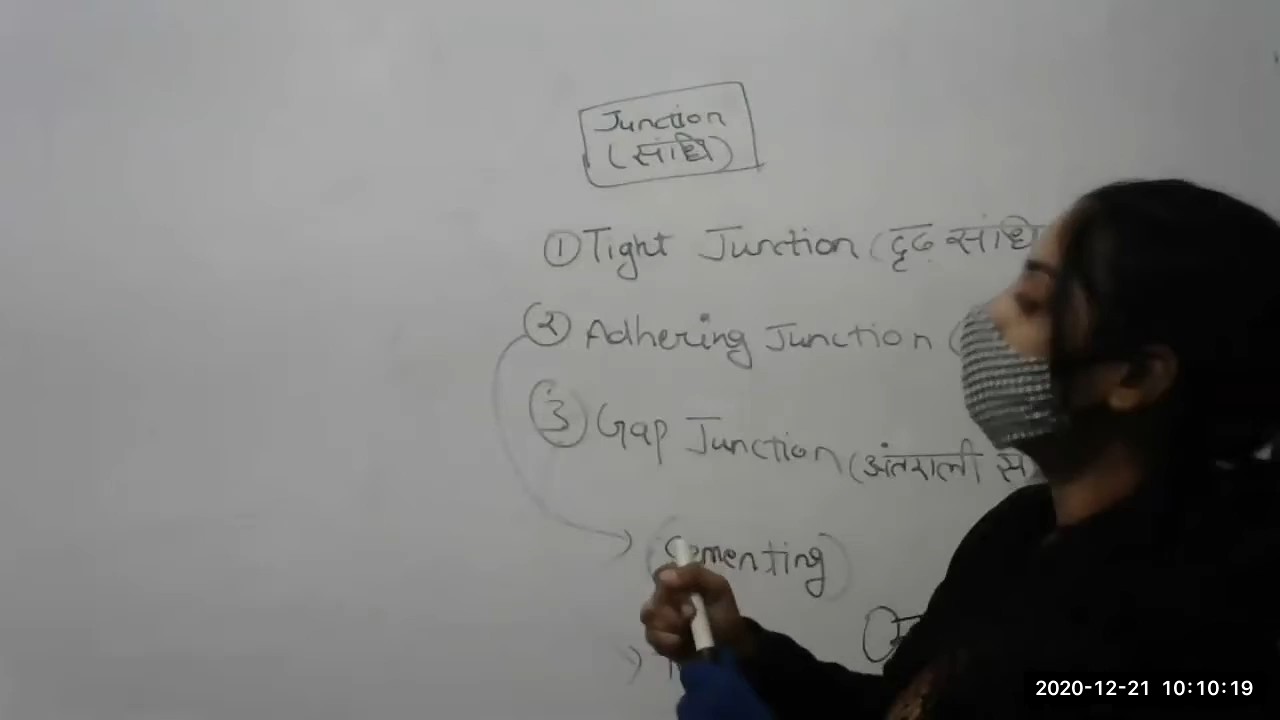 Junction
(सांधि)
① Tight Junction (दृढ़ सांधि
② Adhering Junction (
③ Gap Junction (अंतराली स
Cementing
2020-12-21 10:10:19